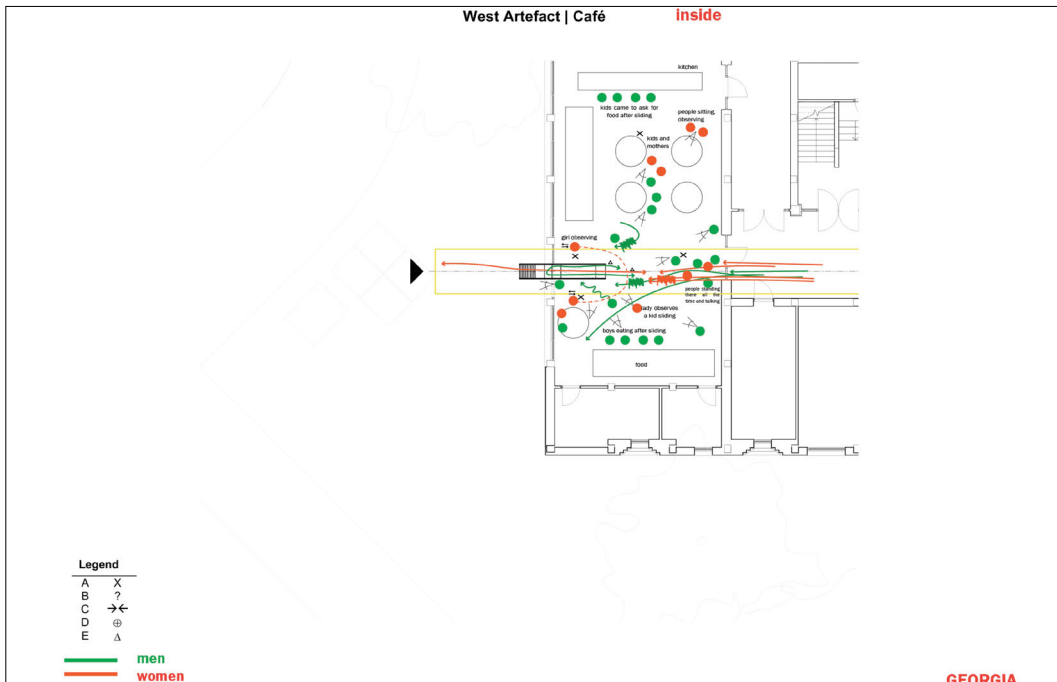 West Artefact | Café inside
kitchen
kids came to ask for
food after sliding
people sitting,
observing
kids and
mothers
X
girl observing
X
X
Δ
Δ
people standing
there all the
time and talking
X
ady observes
a kid sliding
boys eating after sliding
food
Legend
A X
B ?
C →←
D ⊕
E Δ
men
women
GEORGIA